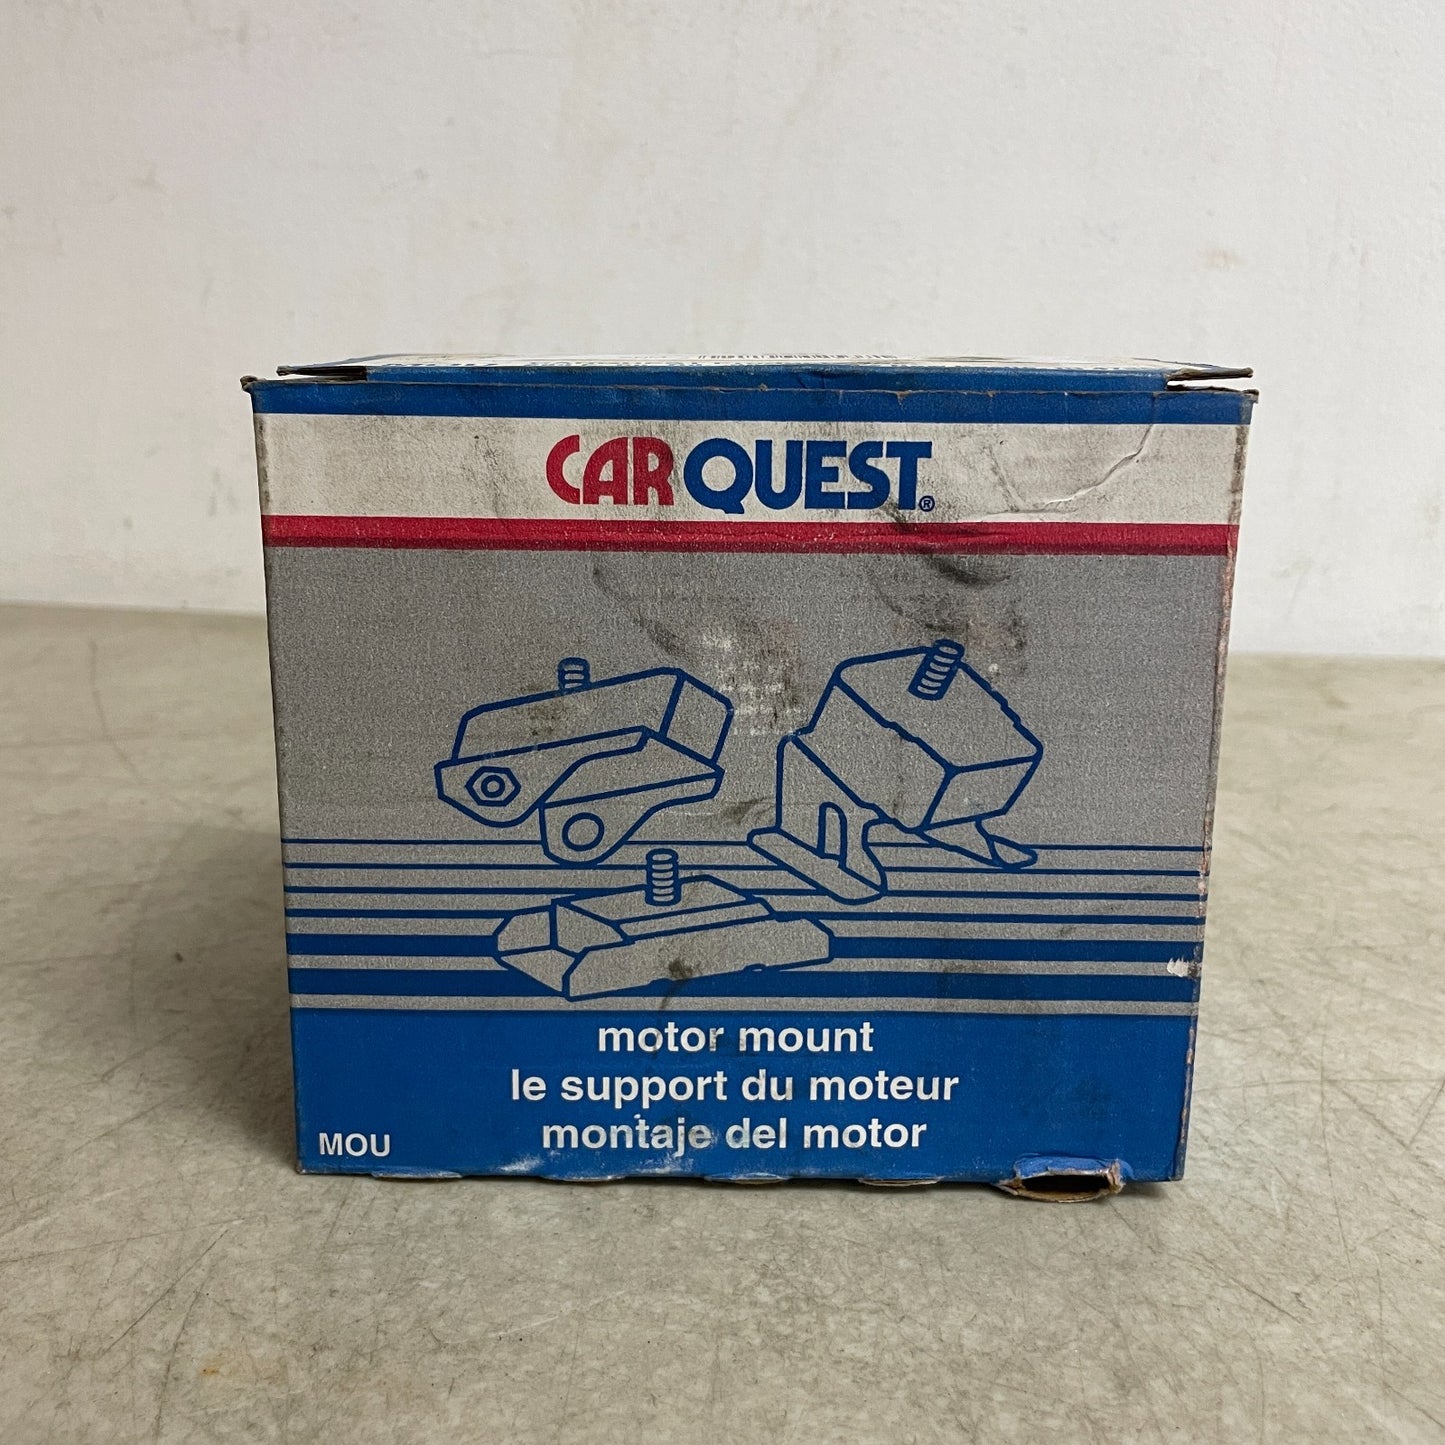 CARQUEST®
motor mount
le support du moteur
montaje del motor
MOU